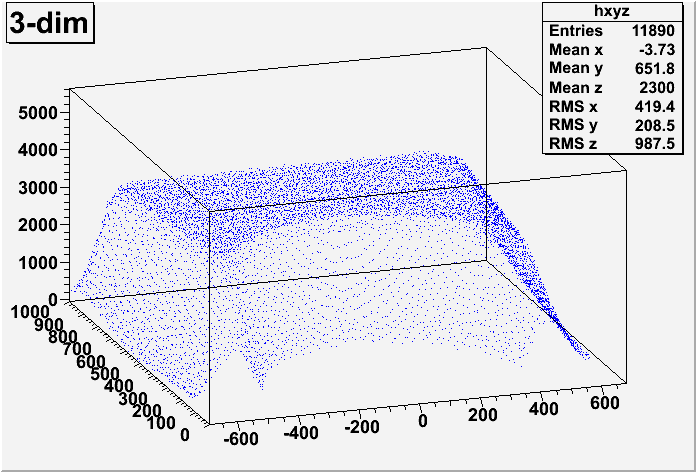 3-dim
hxyz
Entries 11890
Mean x -3.73
Mean y 651.8
Mean z 2300
RMS x 419.4
RMS y 208.5
RMS z 987.5
5000
4000
3000
2000
1000
0
1000
900
800
700
600
500
400
300
200
100
0
-600
-400
-200
0
200
400
600